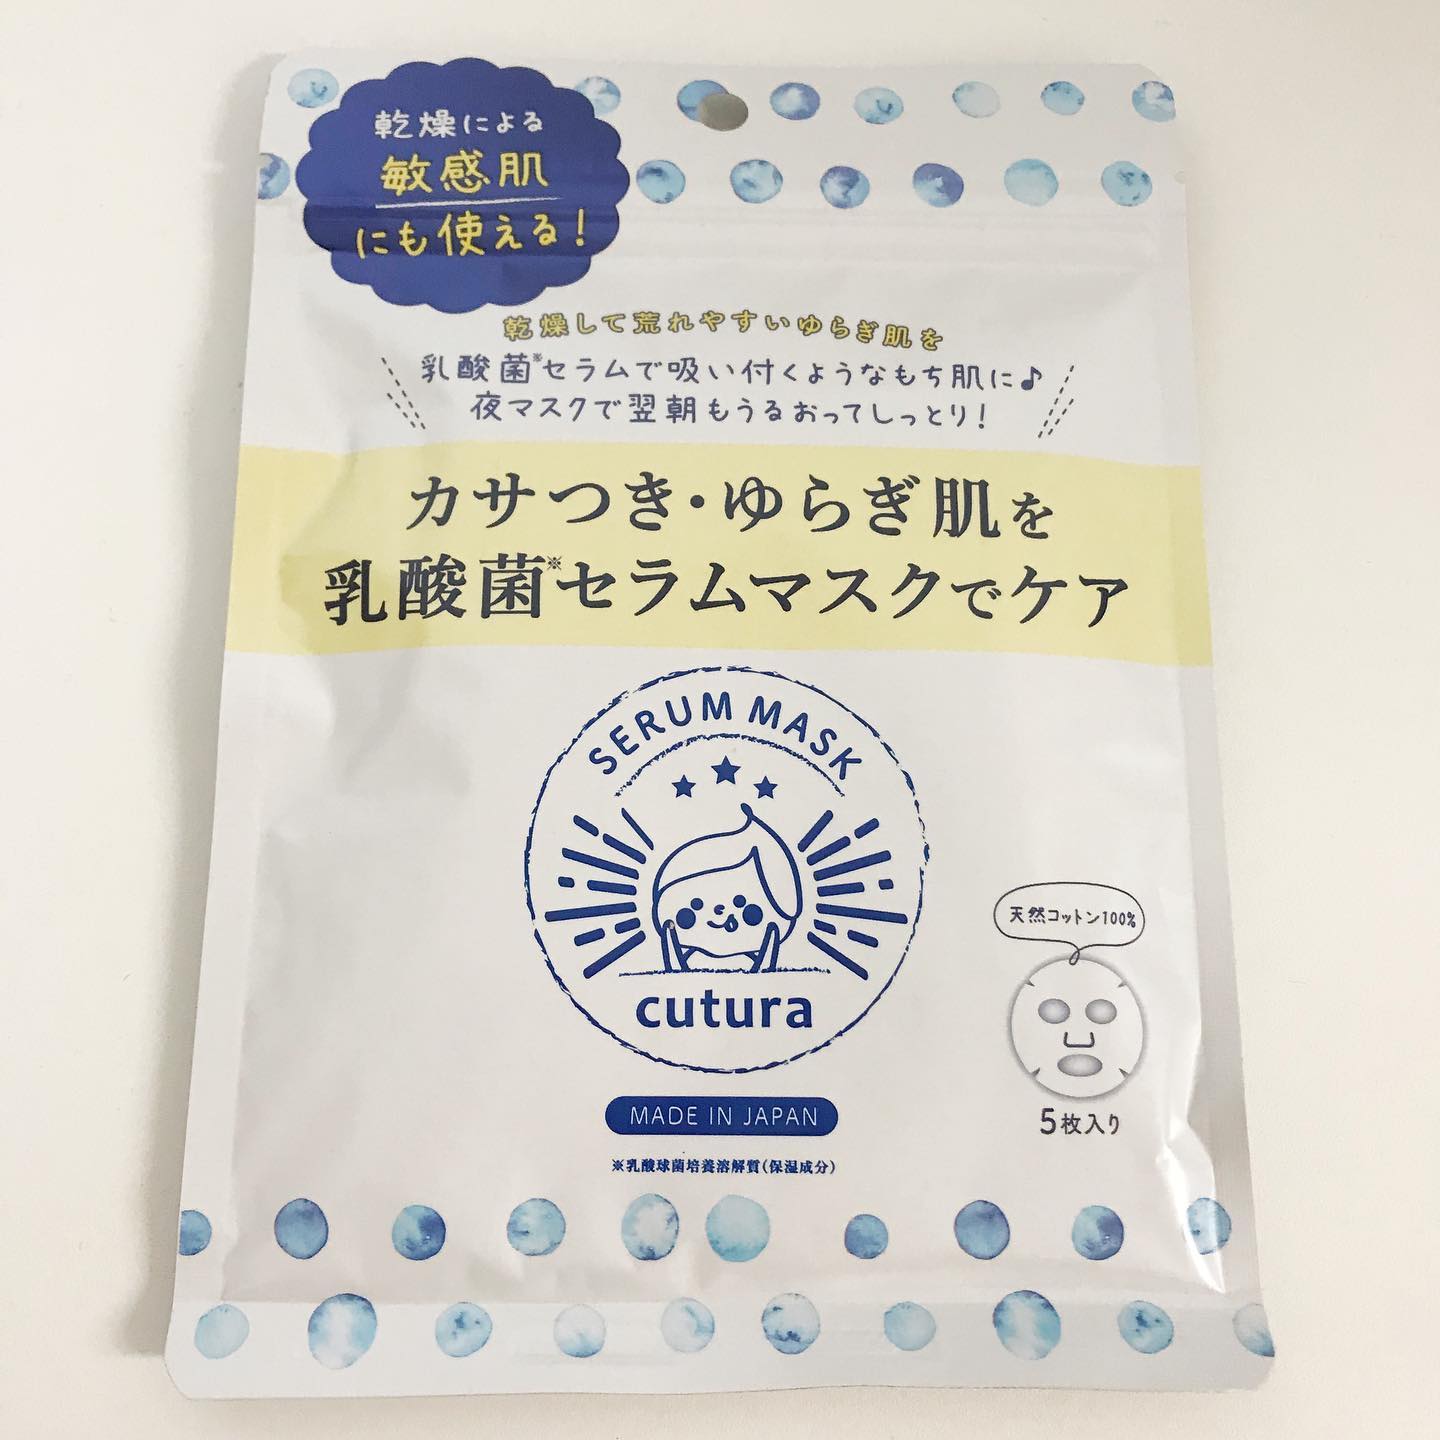 乾燥による
敏感肌
にも使える!
乾燥して荒れやすいゆらぎ肌を
乳酸菌※セラムで吸い付くようなもち肌に♪
夜マスクで翌朝もうるおってしっとり!
カサつき・ゆらぎ肌を
乳酸菌※セラムマスクでケア
SERUM MASK
cutura
天然コットン100%
5枚入り
MADE IN JAPAN
※乳酸球菌培養溶解質(保湿成分)